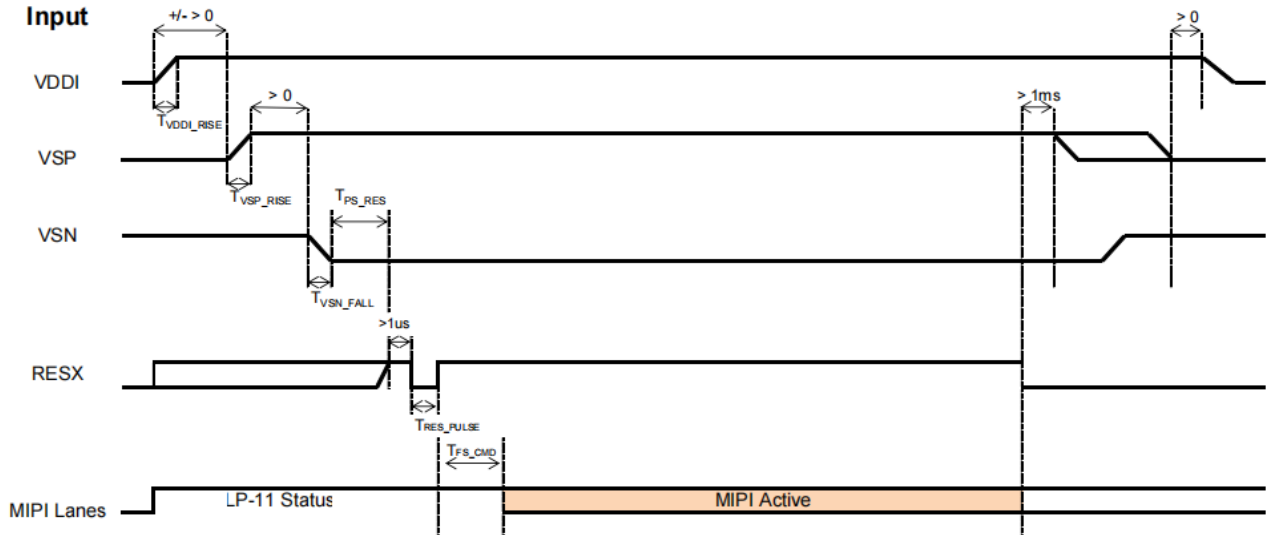 Input
+/- > 0
> 0
VDDI
TVDDI_RISE
> 0
> 1ms
VSP
TVSP_RISE
TPS_RES
VSN
TVSN_FALL
>1us
RESX
TRES_PULSE
TFS_CMD
MIPI Lanes
LP-11 Status
MIPI Active